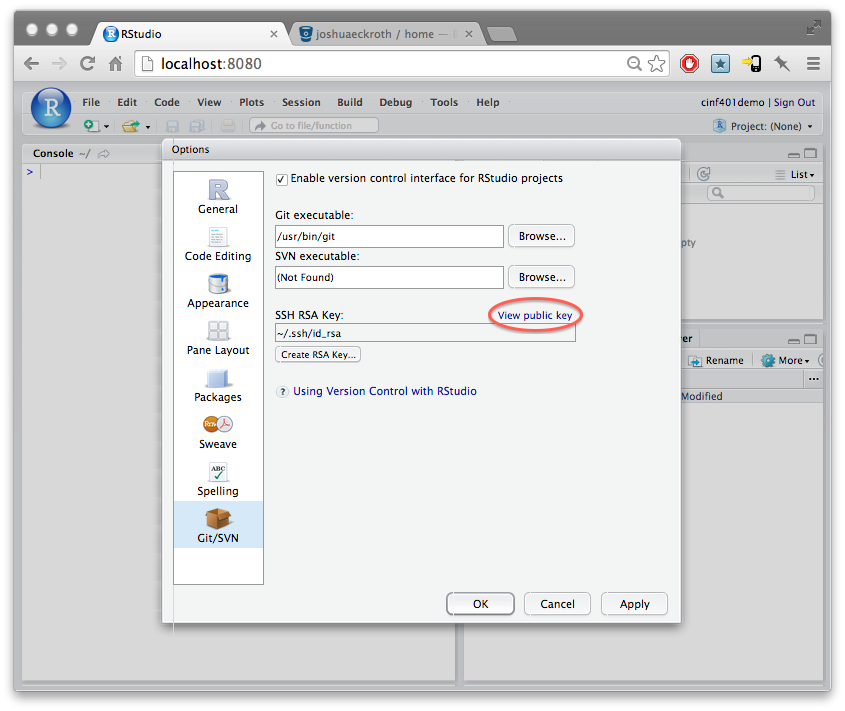 RStudio
joshuaeckroth / home —
localhost:8080
File Edit Code View Plots Session Build Debug Tools Help
cinf401demo | Sign Out
Go to file/function
Project: (None)
Console ~/
>
List
pty
er
Rename More
Modified
Options
General
Code Editing
Appearance
Pane Layout
Packages
Sweave
ABC
Spelling
Git/SVN
Enable version control interface for RStudio projects
Git executable:
/usr/bin/git Browse...
SVN executable:
(Not Found) Browse...
SSH RSA Key: View public key
~/.ssh/id_rsa
Create RSA Key...
? Using Version Control with RStudio
OK Cancel Apply